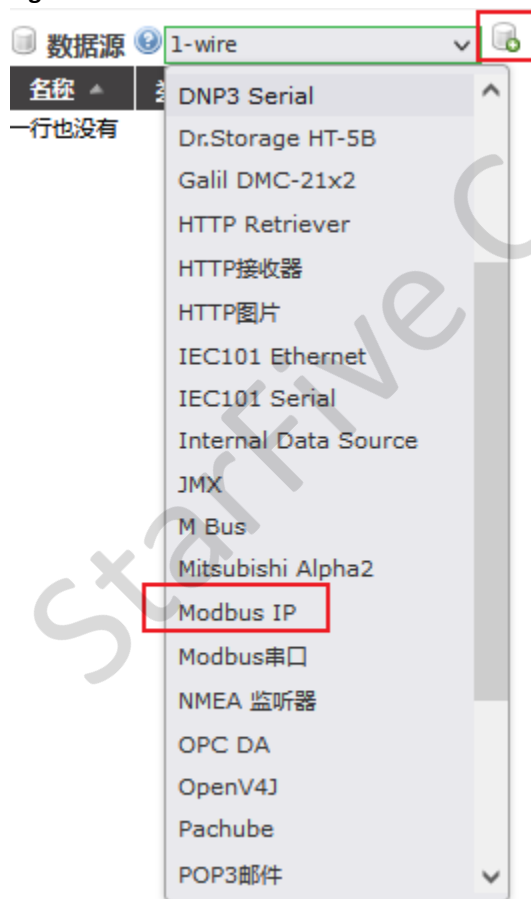 数据源 1-wire
名称
一行也没有
DNP3 Serial
Dr.Storage HT-5B
Galil DMC-21x2
HTTP Retriever
HTTP接收器
HTTP图片
IEC101 Ethernet
IEC101 Serial
Internal Data Source
JMX
M Bus
Mitsubishi Alpha2
Modbus IP
Modbus串口
NMEA 监听器
OPC DA
OpenV4J
Pachube
POP3邮件
StarFive